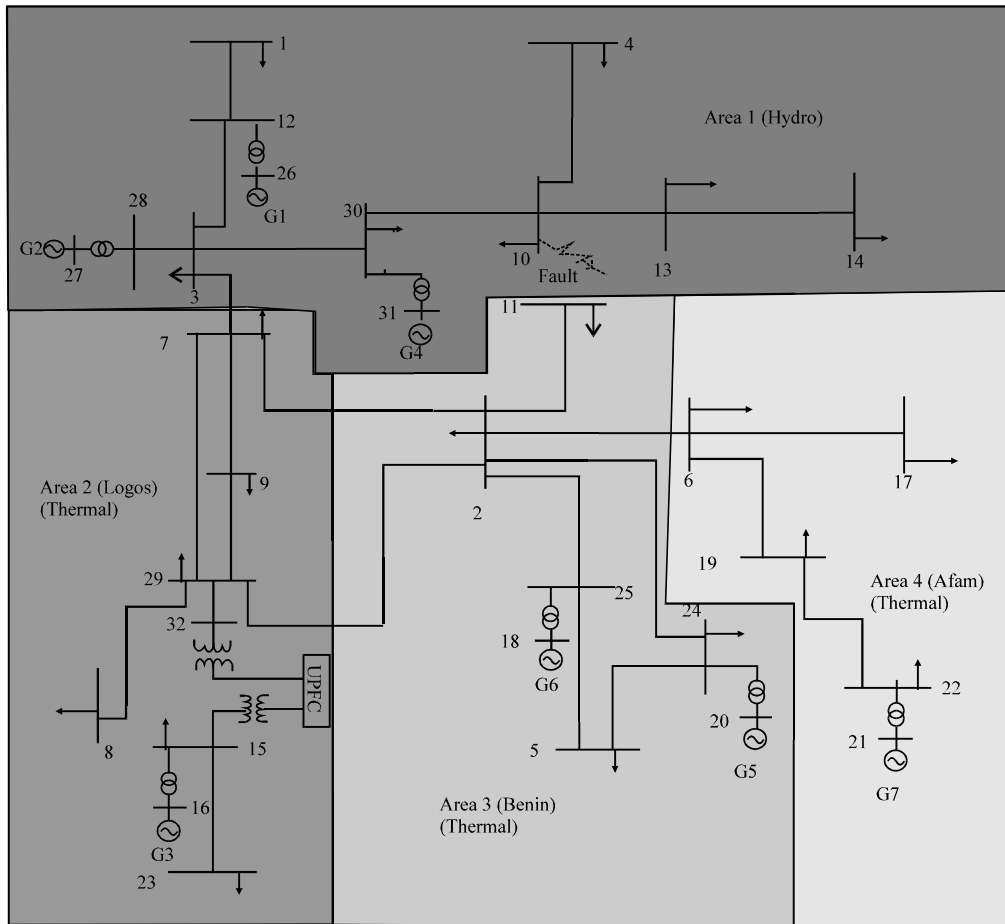 1
4
Area 1 (Hydro)
12
26
G1
28
30
G2
27
3
10
Fault
13
14
31
G4
11
7
Area 2 (Logos)
(Thermal)
9
2
6
17
19
29
32
25
24
Area 4 (Afam)
(Thermal)
18
G6
UPFC
22
8
15
5
20
G5
21
G7
16
G3
Area 3 (Benin)
(Thermal)
23